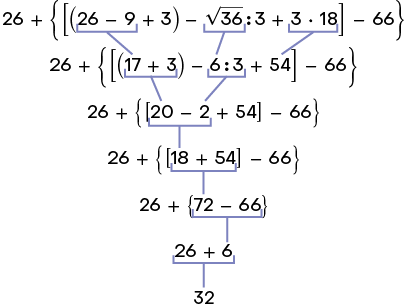 26 + {[(26 − 9 + 3) − √36:3 + 3 · 18] − 66}
26 + {[(17 + 3) − 6:3 + 54] − 66}
26 + {[20 − 2 + 54] − 66}
26 + {[18 + 54] − 66}
26 + {72 − 66}
26 + 6
32